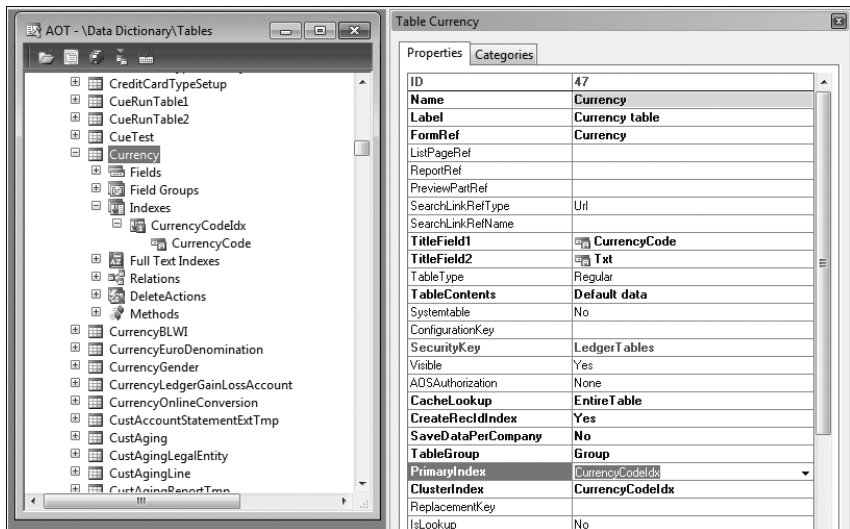 AOT - \Data Dictionary\Tables
CreditCardTypeSetup
CueRunTable1
CueRunTable2
CueTest
Currency
Fields
Field Groups
Indexes
CurrencyCodeIdx
CurrencyCode
Full Text Indexes
Relations
DeleteActions
Methods
CurrencyBLWI
CurrencyEuroDenomination
CurrencyGender
CurrencyLedgerGainLossAccount
CurrencyOnlineConversion
CustAccountStatementExtTmp
CustAging
CustAgingLegalEntity
CustAgingLine
CustAgingReportTmp
Table Currency
Properties Categories
ID 47
Name Currency
Label Currency table
FormRef Currency
ListPageRef
ReportRef
PreviewPartRef
SearchLinkRefType Url
SearchLinkRefName
TitleField1 CurrencyCode
TitleField2 Txt
TableType Regular
TableContents Default data
Systemtable No
ConfigurationKey
SecurityKey LedgerTables
Visible Yes
AOSAuthorization None
CacheLookup EntireTable
CreateRecIdIndex Yes
SaveDataPerCompany No
TableGroup Group
PrimaryIndex CurrencyCodeIdx
ClusterIndex CurrencyCodeIdx
ReplacementKey
IsLookup No